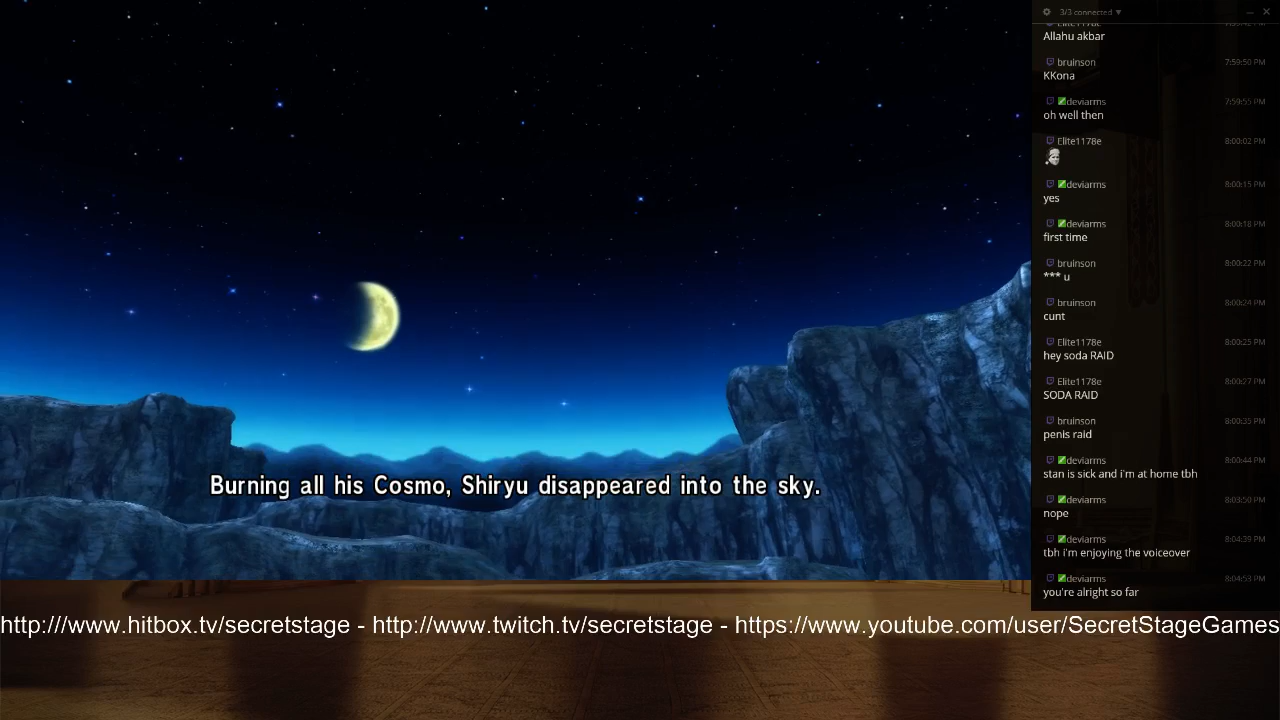 3/3 connected
Elite1178e
Allahu akbar
bruinson 7:59:50 PM
KKona
deviarms 7:59:55 PM
oh well then
Elite1178e 8:00:02 PM
deviarms 8:00:15 PM
yes
deviarms 8:00:18 PM
first time
bruinson 8:00:22 PM
*** u
bruinson 8:00:24 PM
cunt
Elite1178e 8:00:25 PM
hey soda RAID
Elite1178e 8:00:27 PM
SODA RAID
bruinson 8:00:35 PM
penis raid
deviarms 8:00:44 PM
stan is sick and i'm at home tbh
deviarms 8:03:50 PM
nope
deviarms 8:04:39 PM
tbh i'm enjoying the voiceover
deviarms 8:04:53 PM
you're alright so far
Burning all his Cosmo, Shiryu disappeared into the sky.
http:///www.hitbox.tv/secretstage - http://www.twitch.tv/secretstage - https://www.youtube.com/user/SecretStageGames